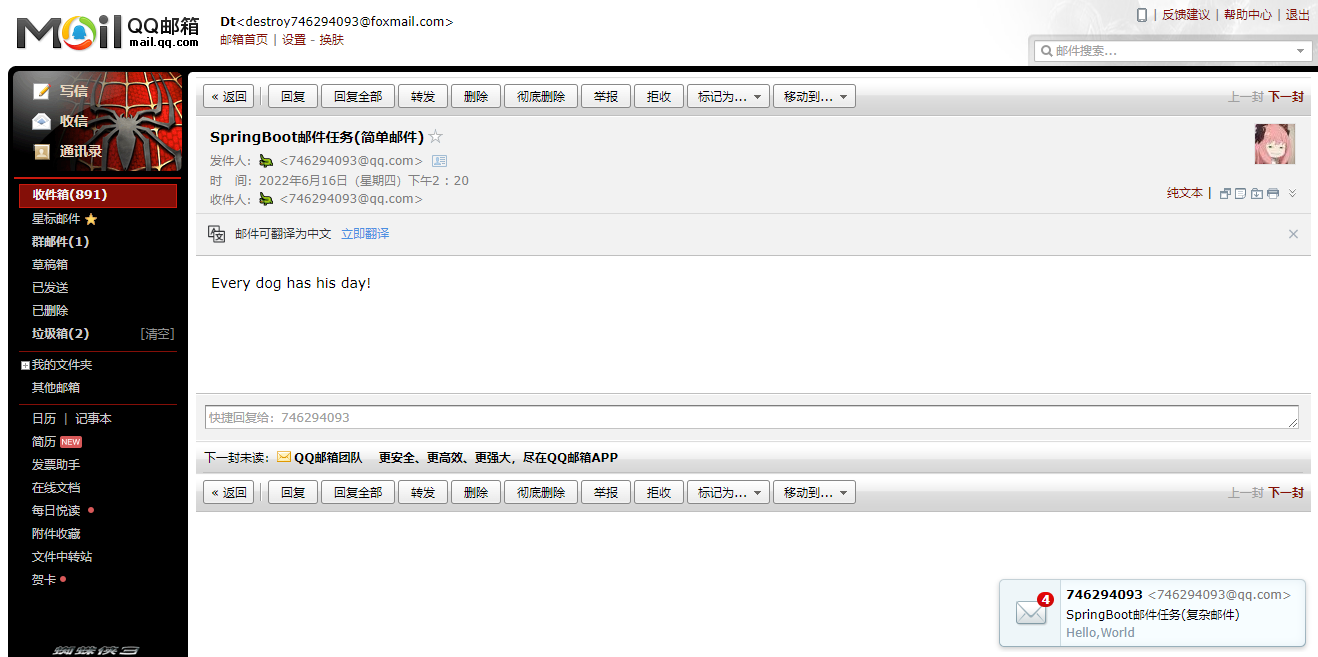 Mail QQ邮箱
mail.qq.com
Dt<destroy746294093@foxmail.com>
邮箱首页 | 设置 - 换肤
| 反馈建议 | 帮助中心 | 退出
邮件搜索...
写信
收信
通讯录
收件箱(891)
星标邮件
群邮件(1)
草稿箱
已发送
已删除
垃圾箱(2) [清空]
我的文件夹
其他邮箱
日历 | 记事本
简历 NEW
发票助手
在线文档
每日悦读
附件收藏
文件中转站
贺卡
蜘蛛侠3
« 返回 回复 回复全部 转发 删除 彻底删除 举报 拒收 标记为... 移动到... 上一封 下一封
SpringBoot邮件任务(简单邮件)
发件人: <746294093@qq.com>
时 间: 2022年6月16日 (星期四) 下午2 : 20
收件人: <746294093@qq.com>
纯文本 |
邮件可翻译为中文 立即翻译
Every dog has his day!
快捷回复给: 746294093
下一封未读: QQ邮箱团队 更安全、更高效、更强大，尽在QQ邮箱APP
« 返回 回复 回复全部 转发 删除 彻底删除 举报 拒收 标记为... 移动到... 上一封 下一封
4
746294093 <746294093@qq.com>
SpringBoot邮件任务(复杂邮件)
Hello,World